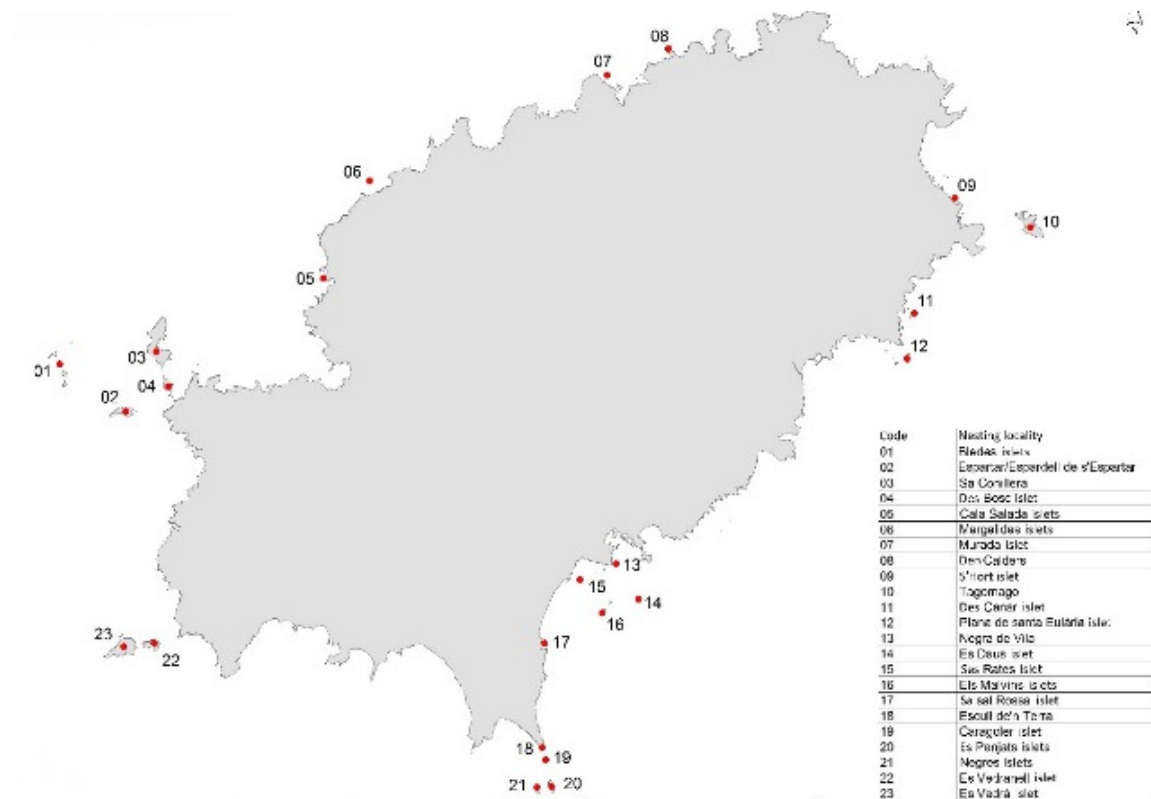 08
07
06
09
10
05
11
03
12
01
04
02
13
15
14
16
17
23
22
18
19
21
20
Code Nesting locality
01 Bledes islets
02 Espartar/Espardell de s'Espartar
03 Sa Conillera
04 Des Bosc Islet
05 Cala Salada islets
06 Margalides islets
07 Murada islet
08 Den Calders
09 S'Hort islet
10 Tagomago
11 Des Canar islet
12 Plana de santa Eulària islet
13 Negra de Vila
14 Es Daus islet
15 Ses Rates Islet
16 Els Malvins islets
17 Sa sal Rossa islet
18 Escull de'n Terra
19 Caragoler islet
20 Es Penjats islets
21 Negres islets
22 Es Vedranell islet
23 Es Vedrà islet